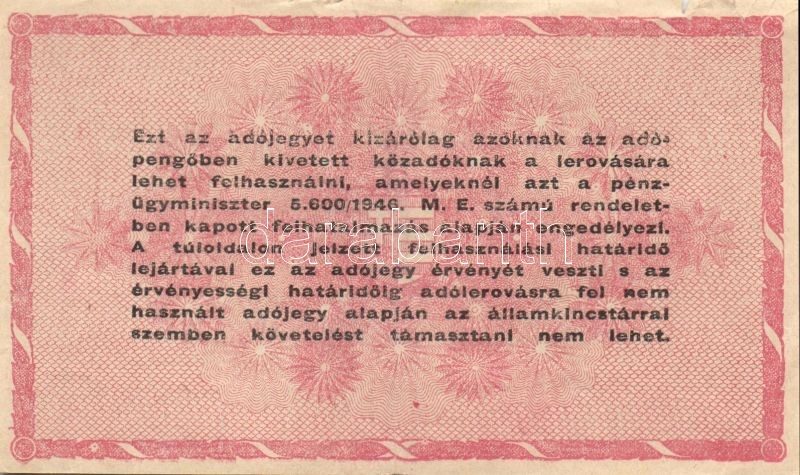 Ezt az adójegyet kizárólag azoknak az adó-
pengőben kivetett közadóknak a lerovására
lehet felhasználni, amelyeknél azt a pénz-
ügyminiszter 5.600/1946. M. E. számú rendelet-
ben kapott felhatalmazás alapján engedélyezi.
A túloldalon jelzett felhasználási határidő
lejártával ez az adójegy érvényét veszti s az
érvényességi határidőig adólerovásra fel nem
használt adójegy alapján az államkincstárral
szemben követelést támasztani nem lehet.
darabanth